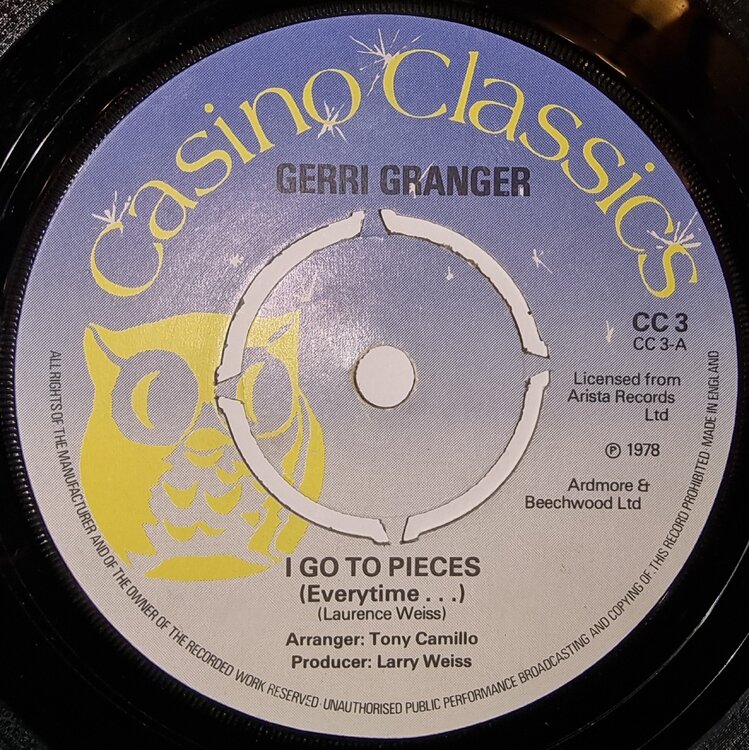 Casino Classics
GERRI GRANGER
CC 3
CC 3-A
Licensed from
Arista Records
Ltd
℗ 1978
Ardmore &
Beechwood Ltd
I GO TO PIECES
(Everytime . . .)
(Laurence Weiss)
Arranger: Tony Camillo
Producer: Larry Weiss
ALL RIGHTS OF THE MANUFACTURER AND OF THE OWNER OF THE RECORDED WORK RESERVED. UNAUTHORISED PUBLIC PERFORMANCE BROADCASTING AND COPYING OF THIS RECORD PROHIBITED MADE IN ENGLAND